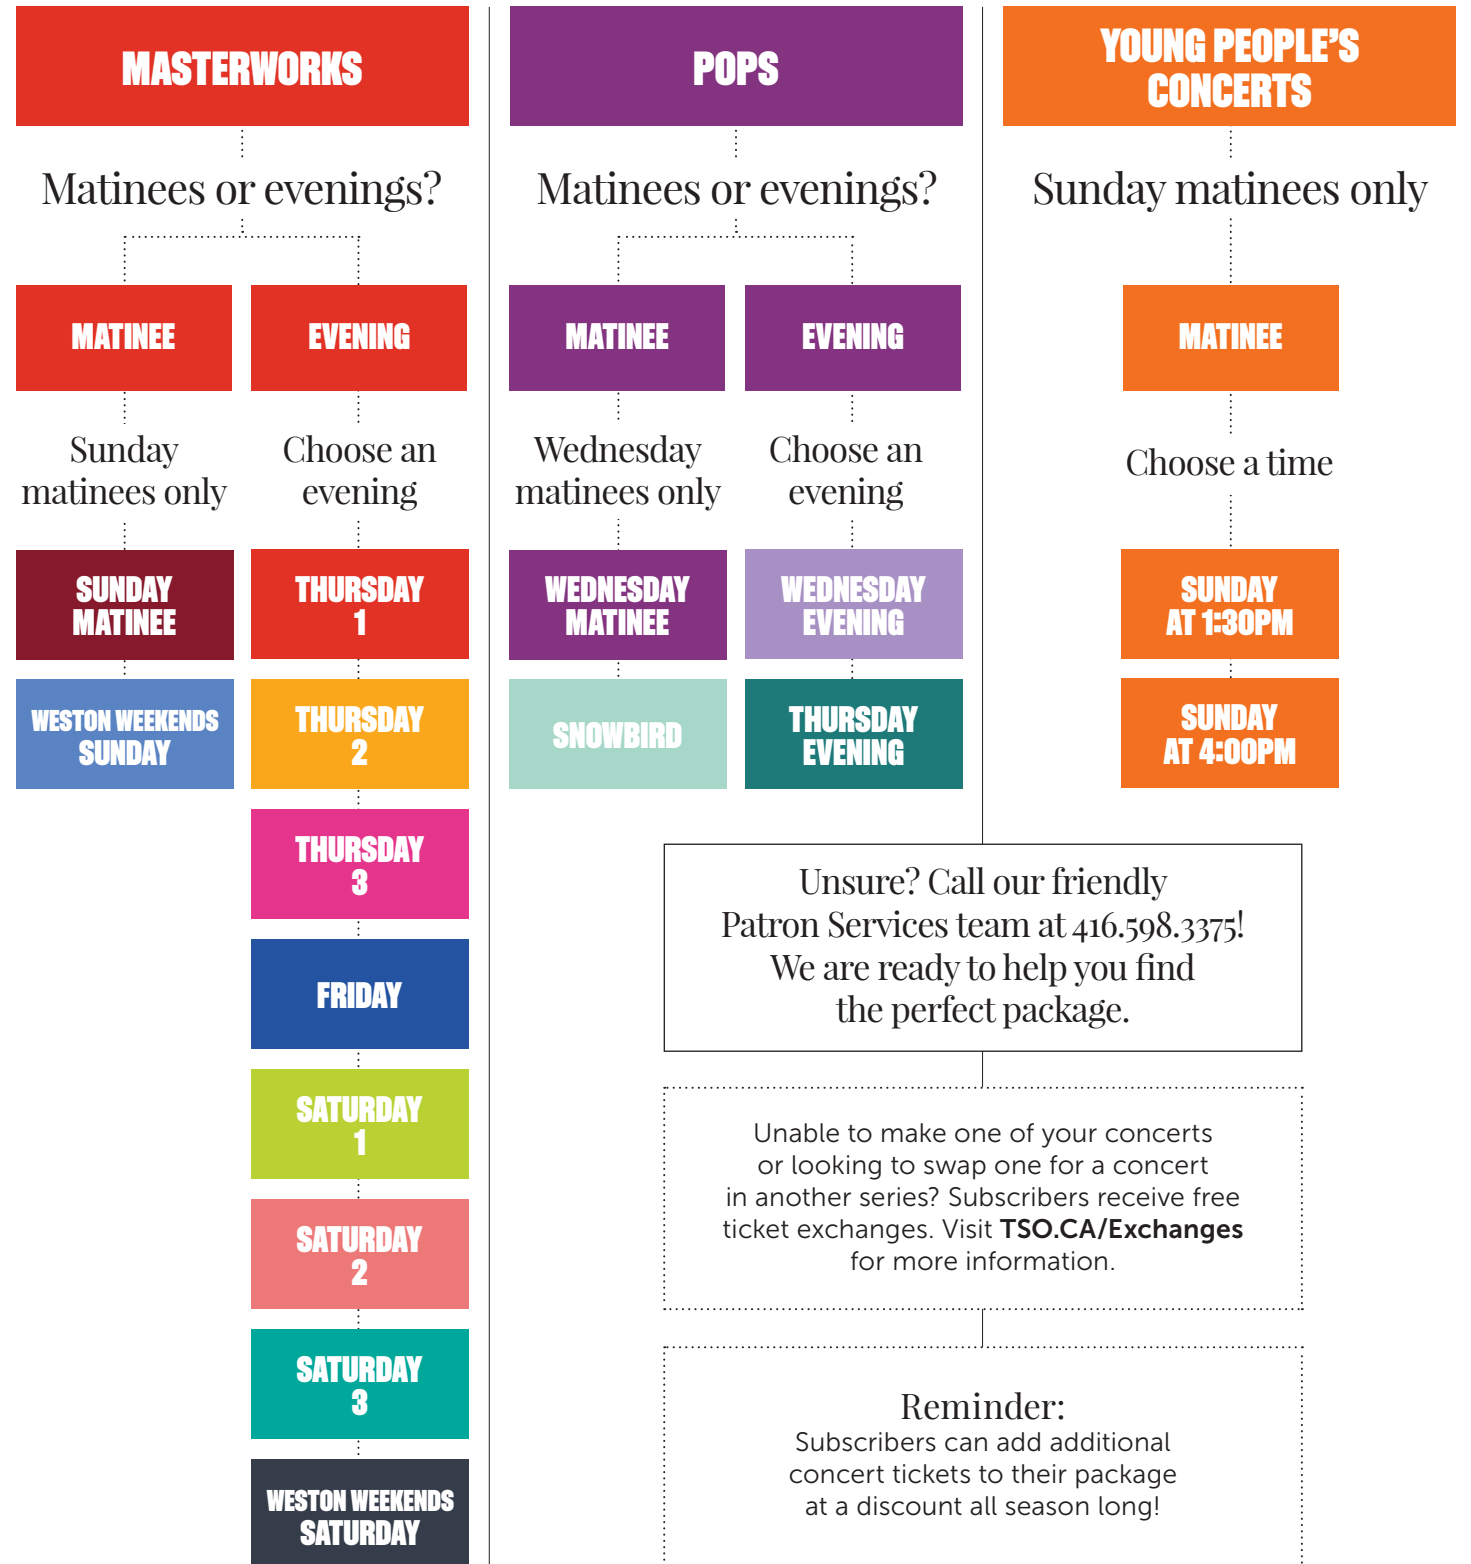 MASTERWORKS
Matinees or evenings?
MATINEE
EVENING
Sunday
matinees only
Choose an
evening
SUNDAY
MATINEE
WESTON WEEKENDS
SUNDAY
THURSDAY
1
THURSDAY
2
THURSDAY
3
FRIDAY
SATURDAY
1
SATURDAY
2
SATURDAY
3
WESTON WEEKENDS
SATURDAY
POPS
Matinees or evenings?
MATINEE
EVENING
Wednesday
matinees only
Choose an
evening
WEDNESDAY
MATINEE
SNOWBIRD
WEDNESDAY
EVENING
THURSDAY
EVENING
YOUNG PEOPLE'S
CONCERTS
Sunday matinees only
MATINEE
Choose a time
SUNDAY
AT 1:30PM
SUNDAY
AT 4:00PM
Unsure? Call our friendly
Patron Services team at 416.598.3375!
We are ready to help you find
the perfect package.
Unable to make one of your concerts
or looking to swap one for a concert
in another series? Subscribers receive free
ticket exchanges. Visit TSO.CA/Exchanges
for more information.
Reminder:
Subscribers can add additional
concert tickets to their package
at a discount all season long!